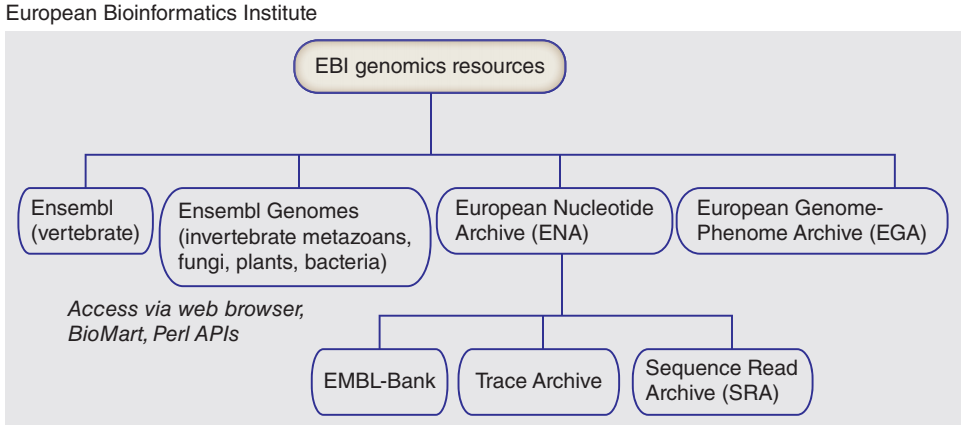 European Bioinformatics Institute
EBI genomics resources
Ensembl
(vertebrate)
Ensembl Genomes
(invertebrate metazoans,
fungi, plants, bacteria)
European Nucleotide
Archive (ENA)
European Genome-
Phenome Archive (EGA)
Access via web browser,
BioMart, Perl APIs
EMBL-Bank
Trace Archive
Sequence Read
Archive (SRA)